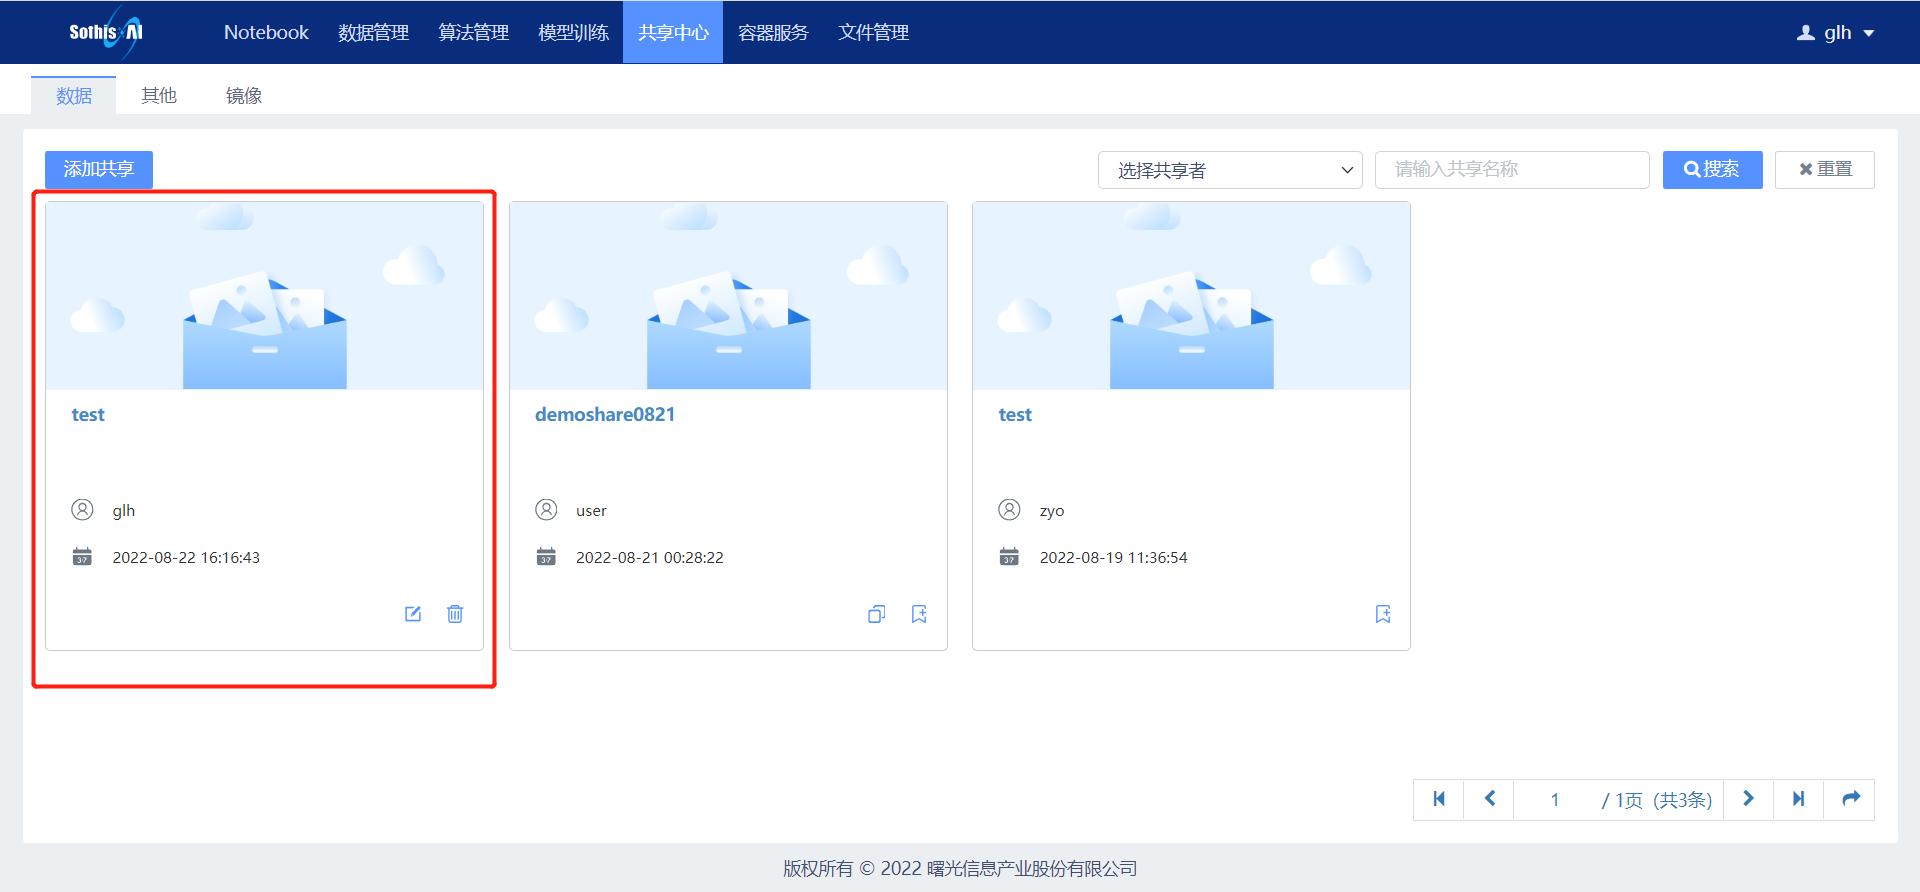 Sothis AI
Notebook 数据管理 算法管理 模型训练 共享中心 容器服务 文件管理 glh
数据 其他 镜像
添加共享 选择共享者 请输入共享名称 搜索 重置
test demoshare0821 test
glh user zyo
2022-08-22 16:16:43 2022-08-21 00:28:22 2022-08-19 11:36:54
1 / 1页 (共3条)
版权所有 © 2022 曙光信息产业股份有限公司